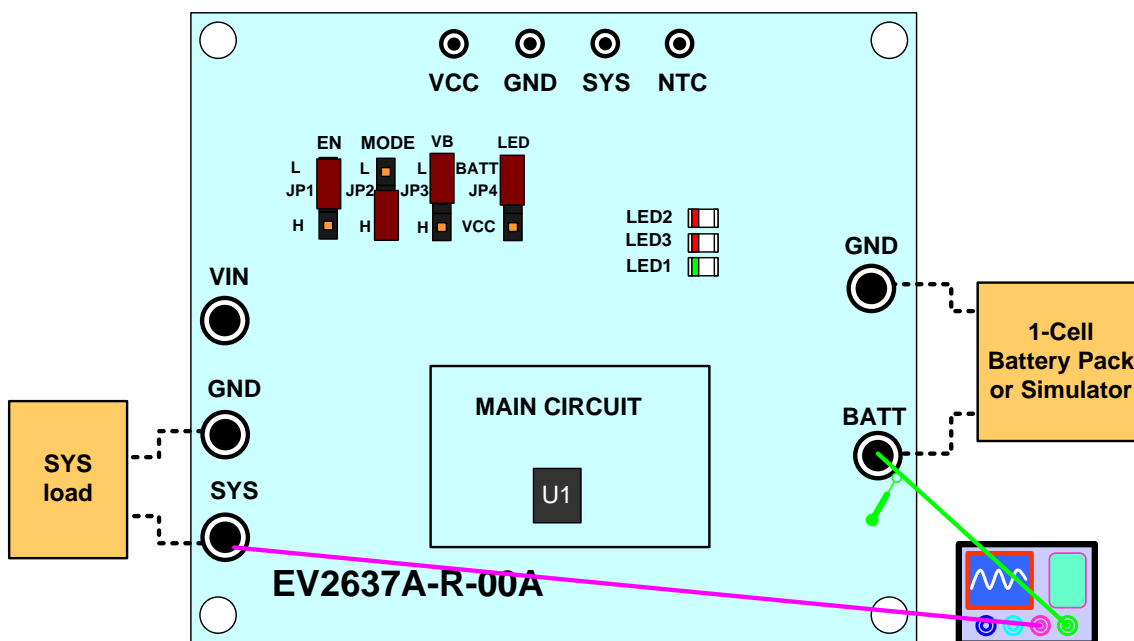 VCC GND SYS NTC
EN MODE VB LED
L L L BATT
JP1 JP2 JP3 JP4
H H H VCC
LED2
LED3
LED1
GND
VIN
1-Cell
Battery Pack
or Simulator
GND
MAIN CIRCUIT
BATT
SYS
load
SYS
U1
EV2637A-R-00A